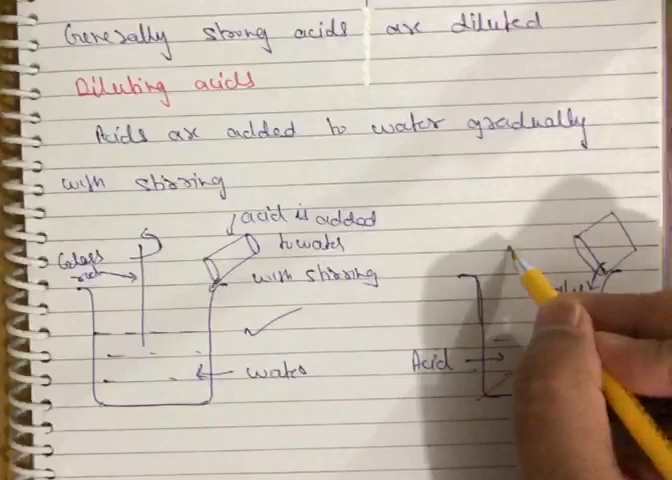 Generally strong acids are diluted
Diluting acids
Acids are added to water gradually
with stirring
acid is added
to water
with stirring
Glass
rod
water
Acid